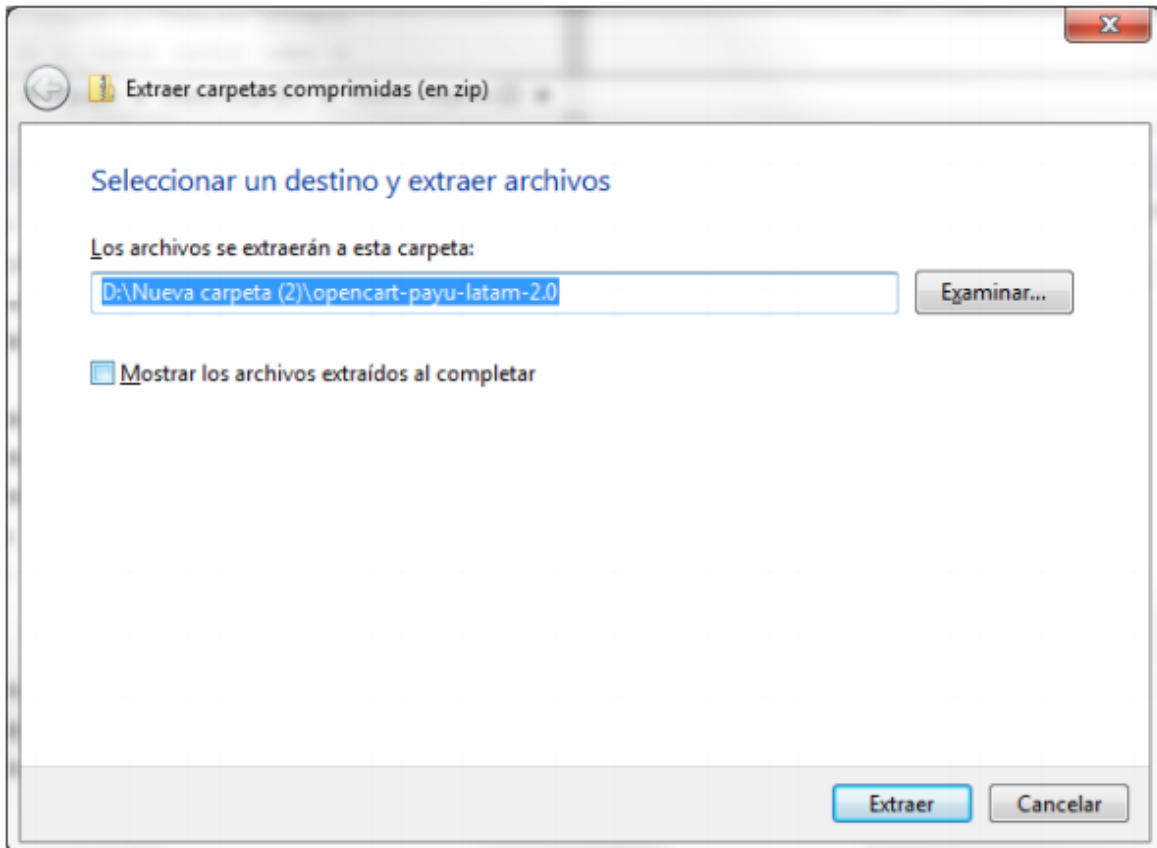 Extraer carpetas comprimidas (en zip)
Seleccionar un destino y extraer archivos
Los archivos se extraerán a esta carpeta:
D:\Nueva carpeta (2)\opencart-payu-latam-2.0
Examinar...
Mostrar los archivos extraídos al completar
Extraer
Cancelar